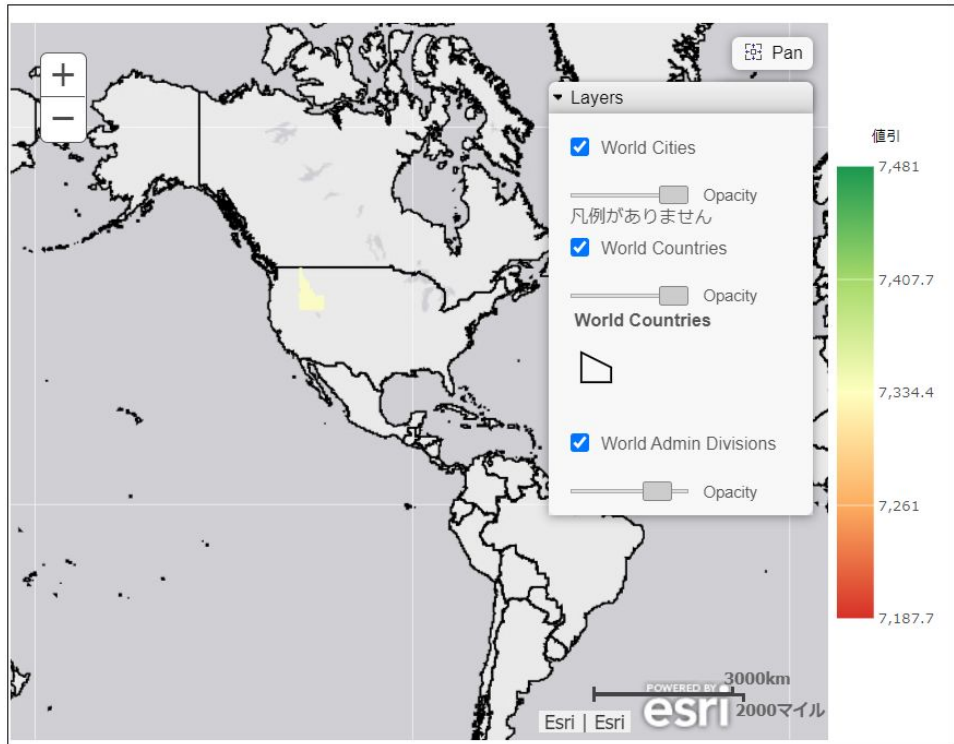 +
−
Pan
Layers
World Cities
Opacity
凡例がありません
World Countries
Opacity
World Countries
World Admin Divisions
Opacity
値引
7,481
7,407.7
7,334.4
7,261
7,187.7
3000km
2000マイル
POWERED BY
esri
Esri | Esri